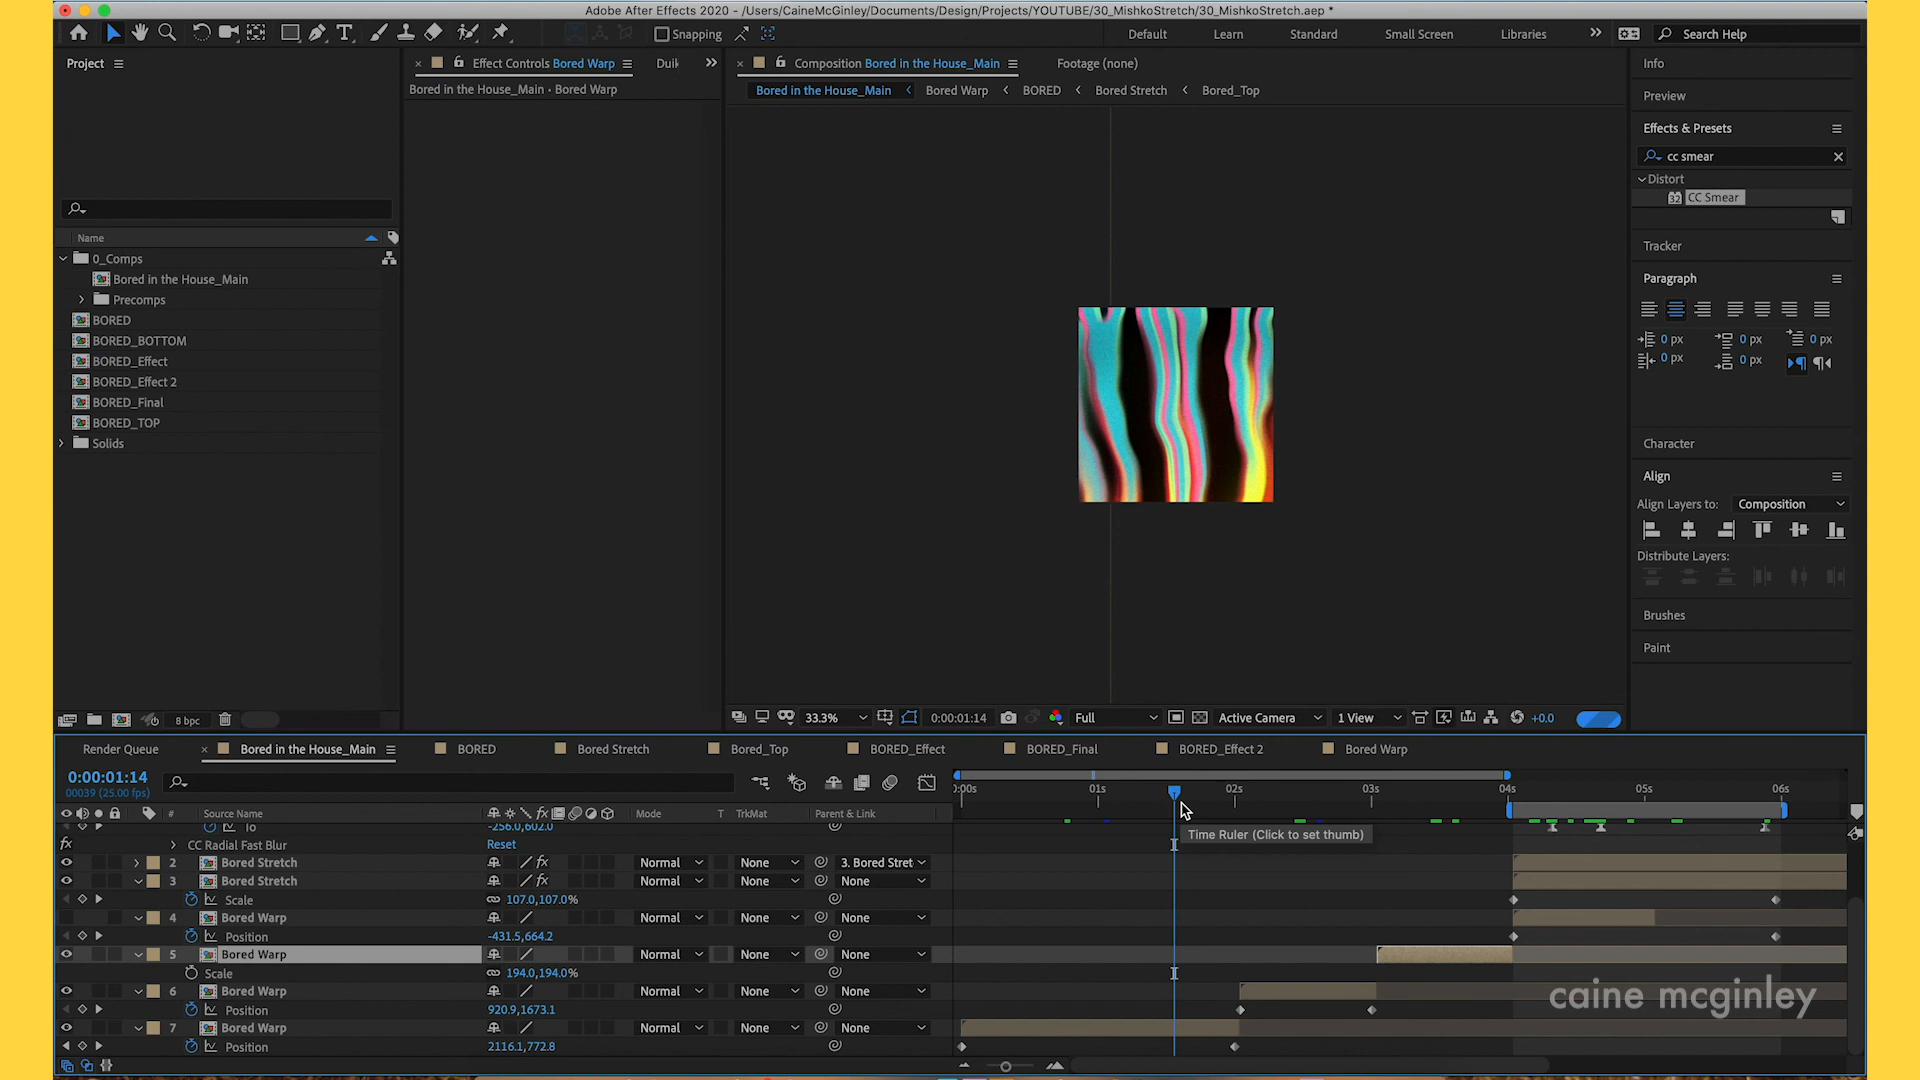 Adobe After Effects 2020 - /Users/CaineMcGinley/Documents/Design/Projects/YOUTUBE/30_MishkoStretch/30_MishkoStretch.aep *
Snapping
Default
Learn
Standard
Small Screen
Libraries
Search Help
Project
Effect Controls Bored Warp
Duik
Composition Bored in the House_Main
Footage (none)
Info
Bored in the House_Main • Bored Warp
Bored in the House_Main
Bored Warp
BORED
Bored Stretch
Bored_Top
Preview
Effects & Presets
cc smear
Distort
32 CC Smear
Tracker
Paragraph
0 px
0 px
0 px
0 px
0 px
Character
Align
Align Layers to: Composition
Distribute Layers:
Brushes
Paint
Name
0_Comps
Bored in the House_Main
Precomps
BORED
BORED_BOTTOM
BORED_Effect
BORED_Effect 2
BORED_Final
BORED_TOP
Solids
8 bpc
33.3%
0:00:01:14
Full
Active Camera
1 View
+0.0
Render Queue
Bored in the House_Main
BORED
Bored Stretch
Bored_Top
BORED_Effect
BORED_Final
BORED_Effect 2
Bored Warp
0:00:01:14
00039 (25.00 fps)
0:00s
01s
02s
03s
04s
05s
06s
# Source Name Mode T TrkMat Parent & Link
Time Ruler (Click to set thumb)
To -256.0,602.0
fx CC Radial Fast Blur Reset
2 Bored Stretch fx Normal None 3. Bored Stret
3 Bored Stretch fx Normal None None
Scale 107.0,107.0%
4 Bored Warp Normal None None
Position -431.5,664.2
5 Bored Warp Normal None None
Scale 194.0,194.0%
6 Bored Warp Normal None None
Position 920.9,1673.1
7 Bored Warp Normal None None
Position 2116.1,772.8
caine mcginley